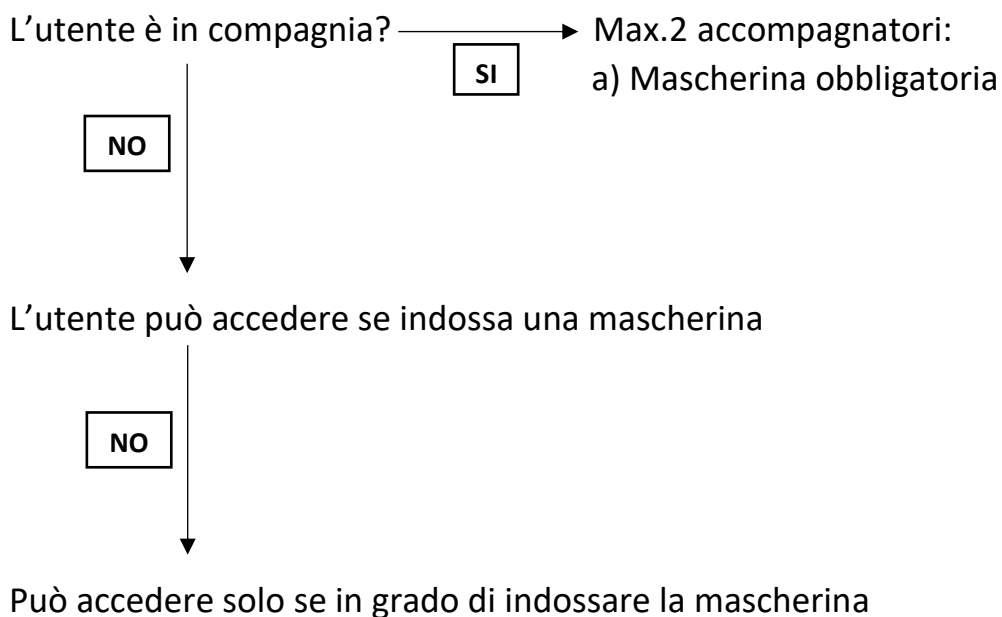 L’utente è in compagnia?
SI
Max.2 accompagnatori:
a) Mascherina obbligatoria
NO
L’utente può accedere se indossa una mascherina
NO
Può accedere solo se in grado di indossare la mascherina